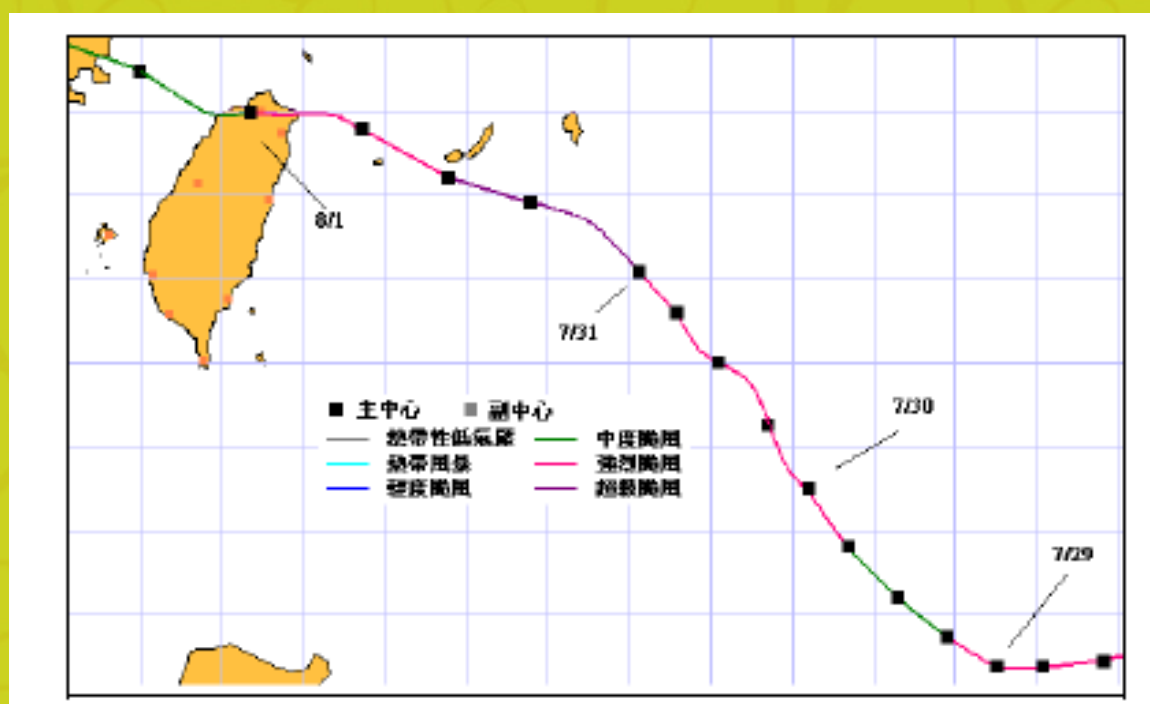 8/1
7/31
7/30
主中心 副中心
熱帶性低氣壓 中度颱風
熱帶風暴 強烈颱風
輕度颱風 超級颱風
7/29